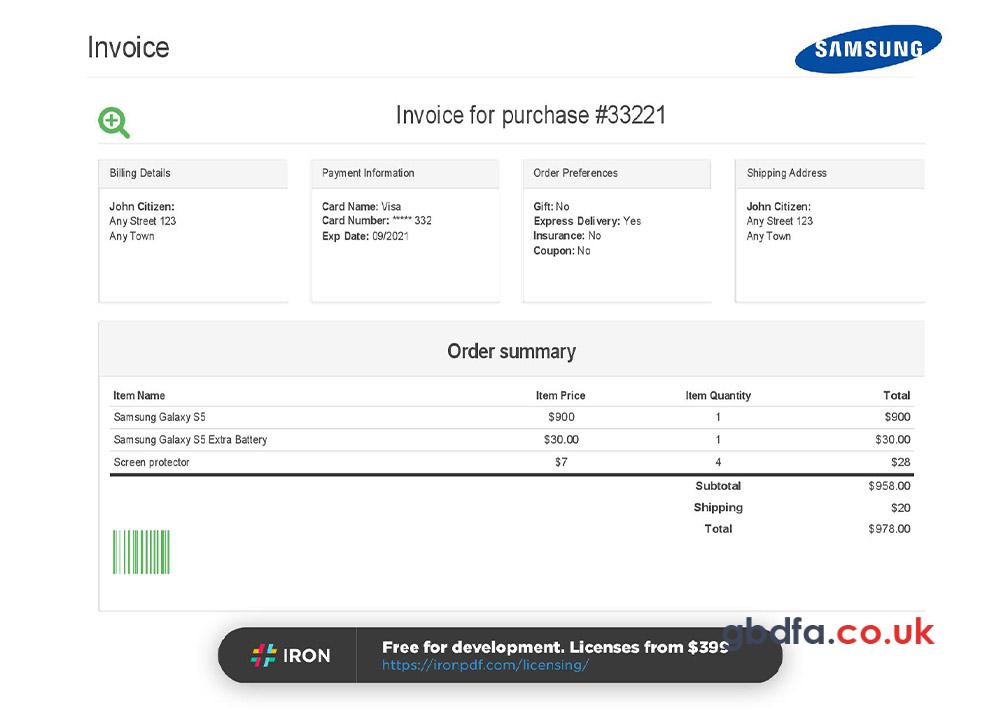 Invoice
SAMSUNG
Invoice for purchase #33221
Billing Details
John Citizen:
Any Street 123
Any Town
Payment Information
Card Name: Visa
Card Number: ***** 332
Exp Date: 09/2021
Order Preferences
Gift: No
Express Delivery: Yes
Insurance: No
Coupon: No
Shipping Address
John Citizen:
Any Street 123
Any Town
Order summary
Item Name Item Price Item Quantity Total
Samsung Galaxy S5 $900 1 $900
Samsung Galaxy S5 Extra Battery $30.00 1 $30.00
Screen protector $7 4 $28
Subtotal $958.00
Shipping $20
Total $978.00
IRON
Free for development. Licenses from $399
https://ironpdf.com/licensing/
gbdfa.co.uk